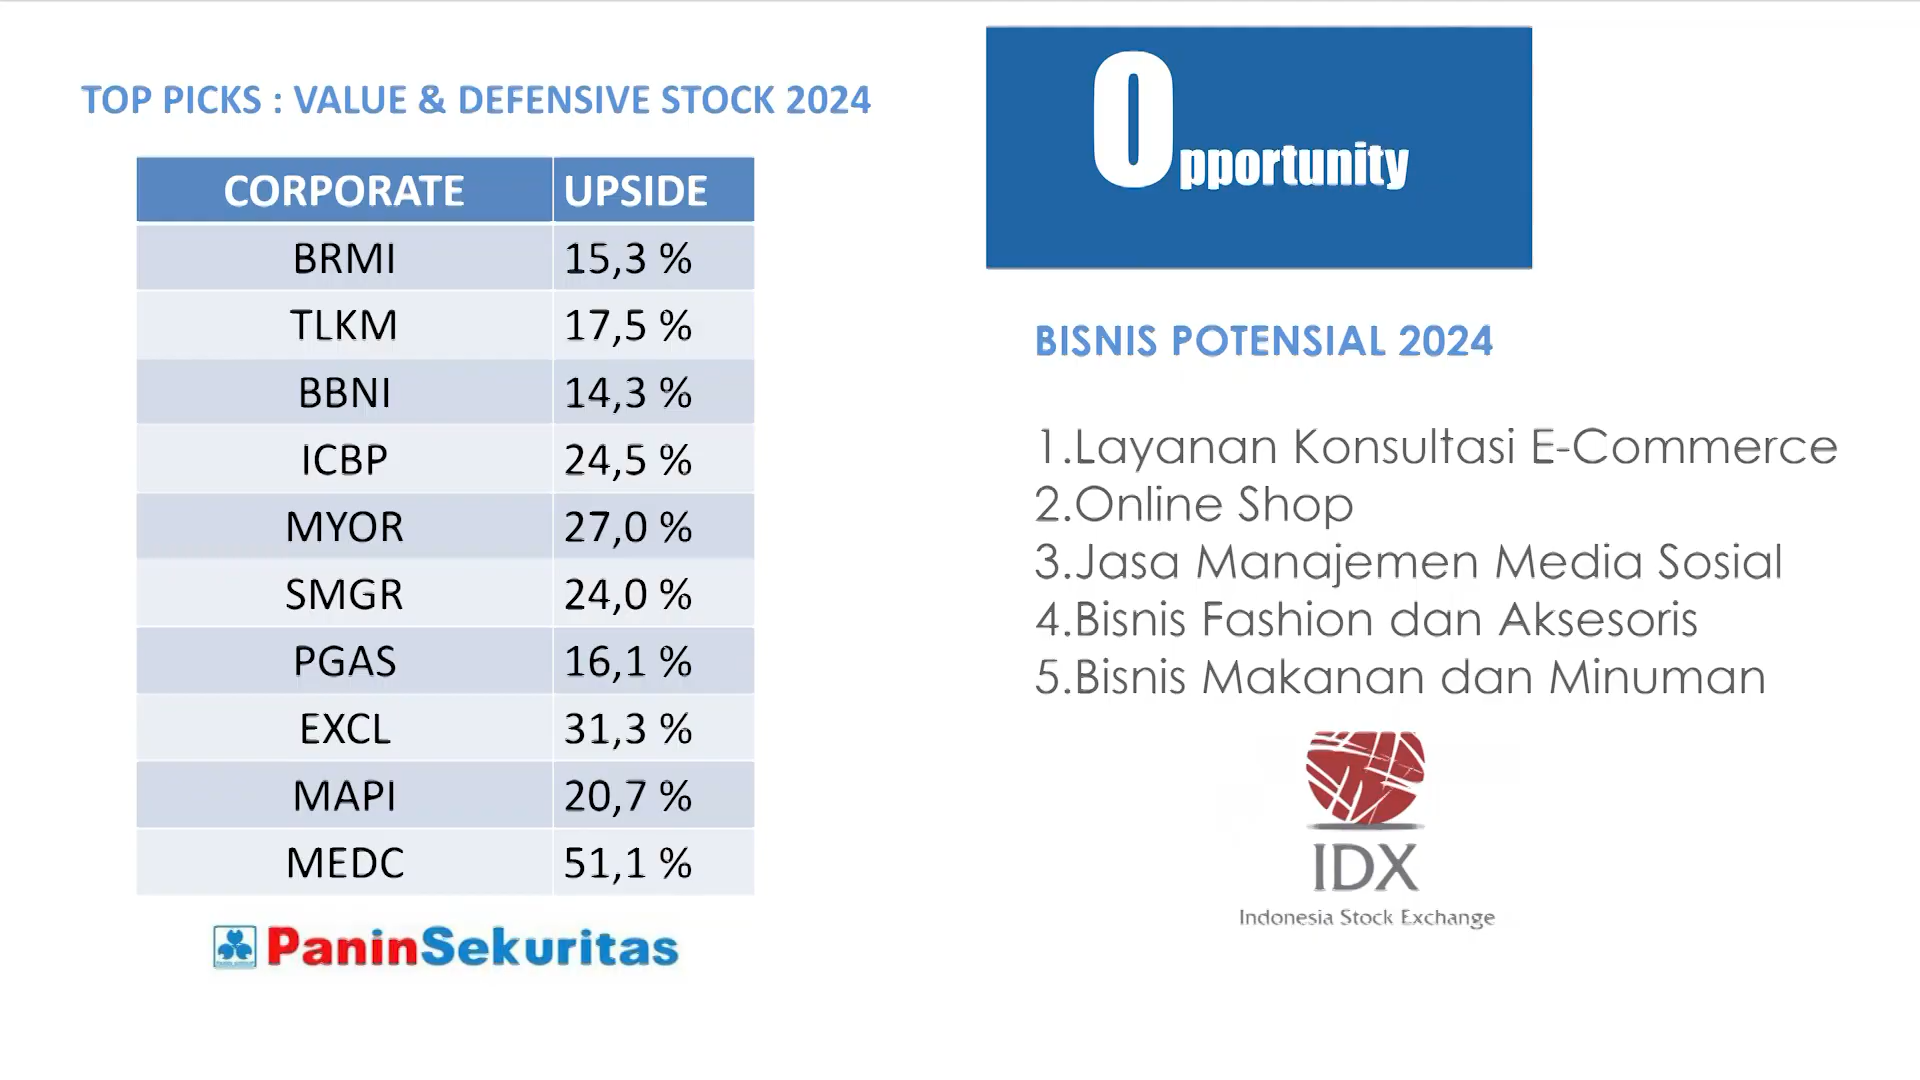 TOP PICKS : VALUE & DEFENSIVE STOCK 2024
CORPORATE UPSIDE
BRMI 15,3 %
TLKM 17,5 %
BBNI 14,3 %
ICBP 24,5 %
MYOR 27,0 %
SMGR 24,0 %
PGAS 16,1 %
EXCL 31,3 %
MAPI 20,7 %
MEDC 51,1 %
PaninSekuritas
Opportunity
BISNIS POTENSIAL 2024
1.Layanan Konsultasi E-Commerce
2.Online Shop
3.Jasa Manajemen Media Sosial
4.Bisnis Fashion dan Aksesoris
5.Bisnis Makanan dan Minuman
IDX
Indonesia Stock Exchange